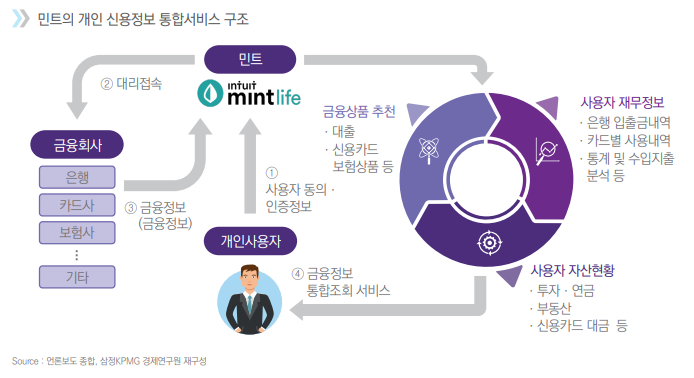 민트의 개인 신용정보 통합서비스 구조
민트
② 대리접속
intuit
mintlife
금융회사
은행
카드사
보험사
기타
③ 금융정보
(금융정보)
①
사용자 동의 ·
인증정보
개인사용자
④ 금융정보
통합조회 서비스
금융상품 추천
· 대출
· 신용카드
보험상품 등
사용자 재무정보
· 은행 입출금내역
· 카드별 사용내역
· 통계 및 수입지출
분석 등
사용자 자산현황
· 투자 · 연금
· 부동산
· 신용카드 대금 등
Source : 언론보도 종합, 삼정KPMG 경제연구원 재구성